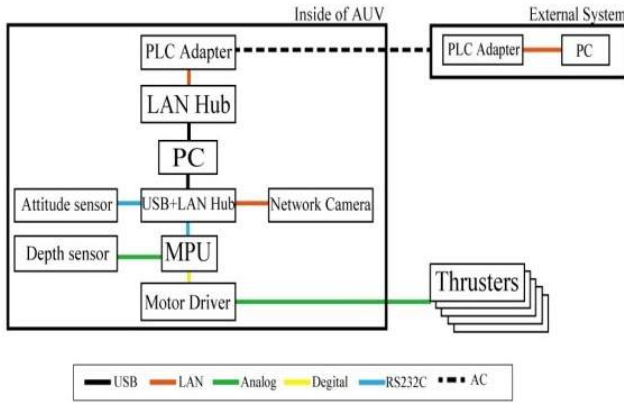 Inside of AUV
External System
PLC Adapter
PLC Adapter
PC
LAN Hub
PC
Attitude sensor
USB+LAN Hub
Network Camera
Depth sensor
MPU
Motor Driver
Thrusters
USB
LAN
Analog
Degital
RS232C
AC